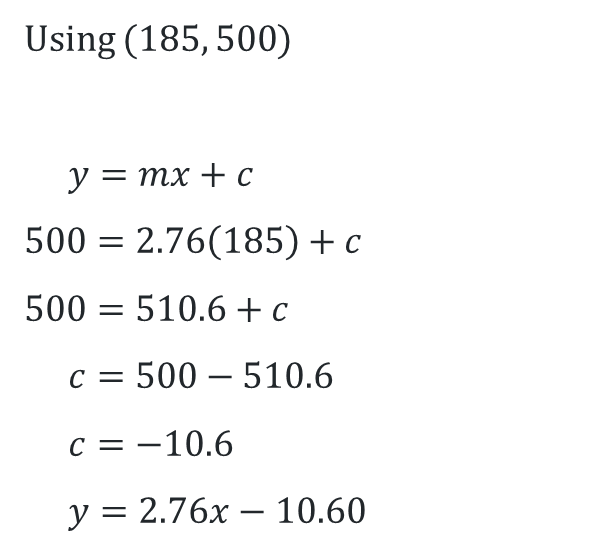 Using (185, 500)
y = mx + c
500 = 2.76(185) + c
500 = 510.6 + c
c = 500 − 510.6
c = −10.6
y = 2.76x − 10.60